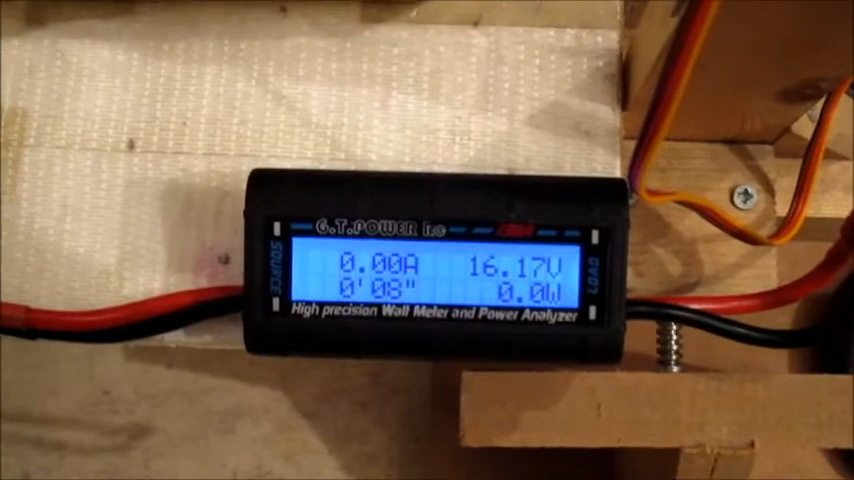 G.T.POWER R.C
SOURCE
0.00A 16.17V
0'08" 0.0W
LOAD
High precision Watt Meter and Power Analyzer